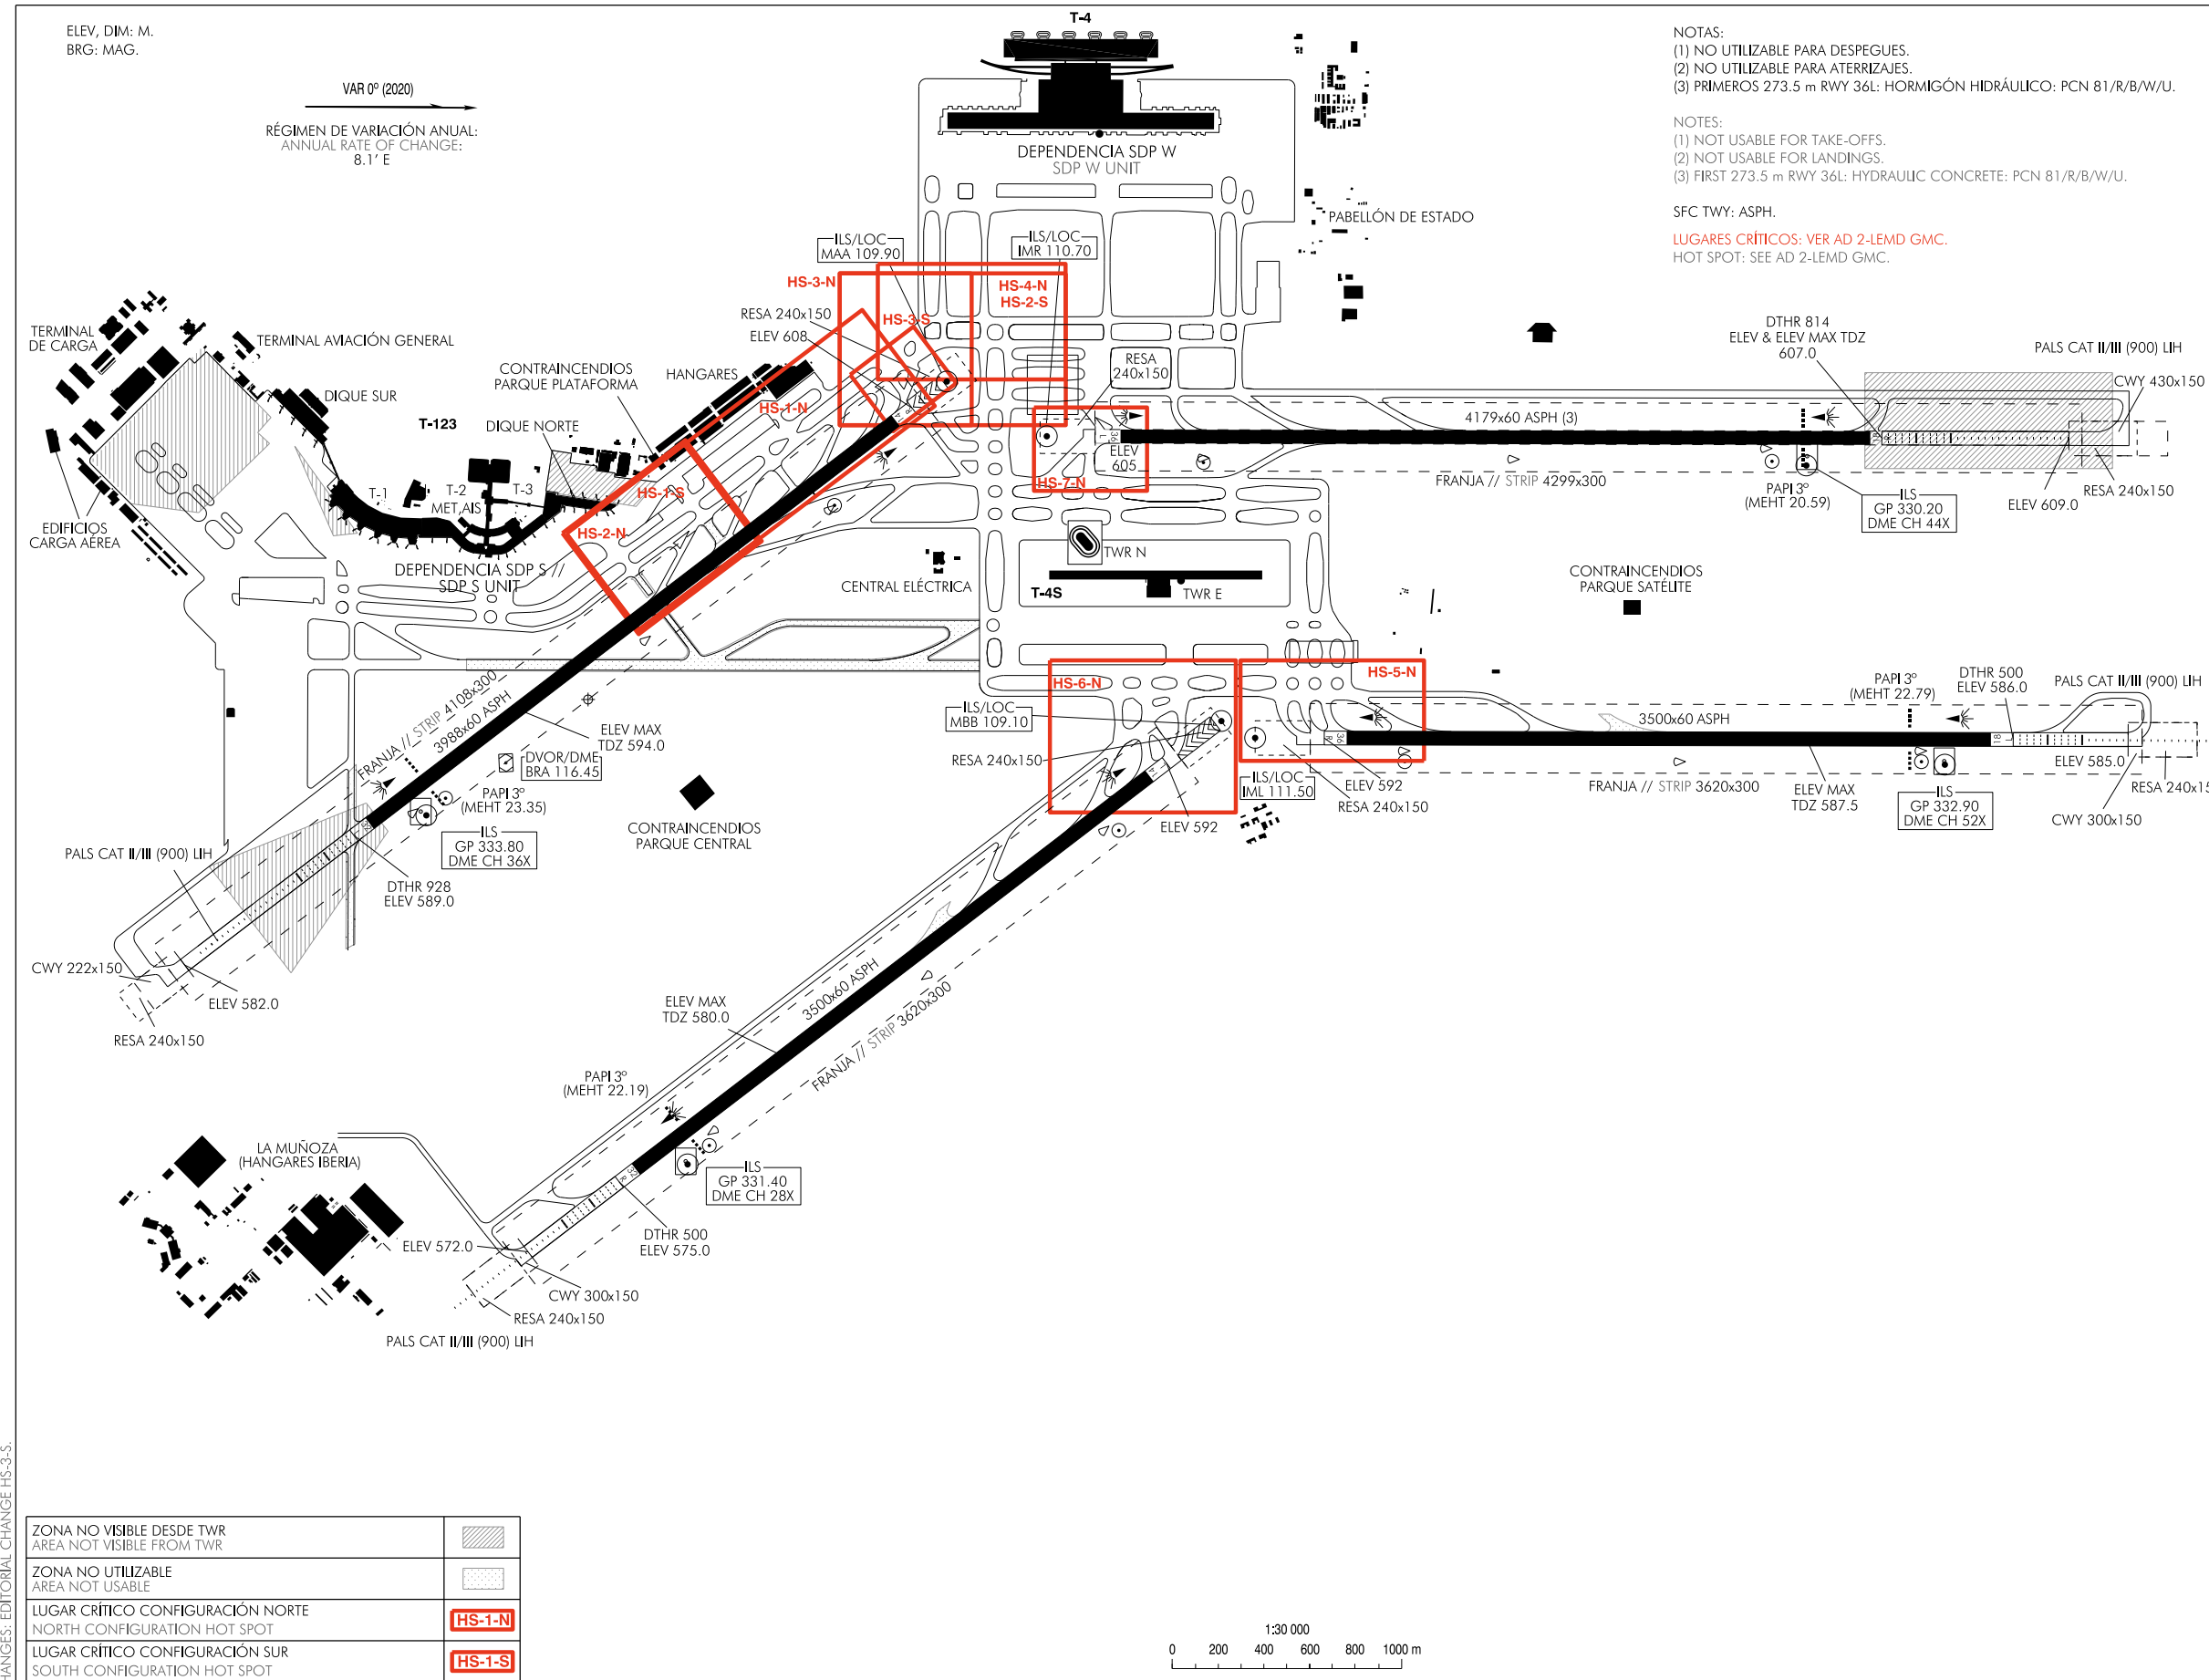 ELEV, DIM: M.
BRG: MAG.
VAR 0º (2020)
RÉGIMEN DE VARIACIÓN ANUAL:
ANNUAL RATE OF CHANGE:
8.1' E
T-4
DEPENDENCIA SDP W
SDP W UNIT
NOTAS:
(1) NO UTILIZABLE PARA DESPEGUES.
(2) NO UTILIZABLE PARA ATERRIZAJES.
(3) PRIMEROS 273.5 m RWY 36L: HORMIGÓN HIDRÁULICO: PCN 81/R/B/W/U.
NOTES:
(1) NOT USABLE FOR TAKE-OFFS.
(2) NOT USABLE FOR LANDINGS.
(3) FIRST 273.5 m RWY 36L: HYDRAULIC CONCRETE: PCN 81/R/B/W/U.
SFC TWY: ASPH.
LUGARES CRÍTICOS: VER AD 2-LEMD GMC.
HOT SPOT: SEE AD 2-LEMD GMC.
PABELLÓN DE ESTADO
ILS/LOC
MAA 109.90
ILS/LOC
IMR 110.70
HS-3-N
HS-4-N
HS-2-S
HS-3-S
RESA 240x150
ELEV 608
TERMINAL
DE CARGA
TERMINAL AVIACIÓN GENERAL
CONTRAINCENDIOS
PARQUE PLATAFORMA
HANGARES
DIQUE SUR
T-123
DIQUE NORTE
HS-1-N
RESA
240x150
DTHR 814
ELEV & ELEV MAX TDZ
607.0
PALS CAT II/III (900) LIH
CWY 430x150
4179x60 ASPH (3)
36
L
ELEV
605
18
R
HS-7-N
FRANJA // STRIP 4299x300
PAPI 3º
(MEHT 20.59)
ILS
GP 330.20
DME CH 44X
ELEV 609.0
RESA 240x150
T-1
T-2
T-3
MET,AIS
HS-1-S
HS-2-N
EDIFICIOS
CARGA AÉREA
DEPENDENCIA SDP S //
SDP S UNIT
CENTRAL ELÉCTRICA
TWR N
T-4S
TWR E
CONTRAINCENDIOS
PARQUE SATÉLITE
HS-6-N
HS-5-N
ILS/LOC
MBB 109.10
RESA 240x150
ILS/LOC
IML 111.50
36
R
ELEV 592
RESA 240x150
ELEV 592
3500x60 ASPH
FRANJA // STRIP 3620x300
PAPI 3º
(MEHT 22.79)
DTHR 500
ELEV 586.0
PALS CAT II/III (900) LIH
18
L
ELEV 585.0
ELEV MAX
TDZ 587.5
ILS
GP 332.90
DME CH 52X
RESA 240x15
CWY 300x150
FRANJA // STRIP 4108x300
3988x60 ASPH
ELEV MAX
TDZ 594.0
DVOR/DME
BRA 116.45
PAPI 3º
(MEHT 23.35)
ILS
GP 333.80
DME CH 36X
CONTRAINCENDIOS
PARQUE CENTRAL
PALS CAT II/III (900) LIH
32
DTHR 928
ELEV 589.0
CWY 222x150
ELEV 582.0
RESA 240x150
ELEV MAX
TDZ 580.0
3500x60 ASPH
FRANJA // STRIP 3620x300
PAPI 3º
(MEHT 22.19)
LA MUÑOZA
(HANGARES IBERIA)
32
R
ILS
GP 331.40
DME CH 28X
ELEV 572.0
DTHR 500
ELEV 575.0
CWY 300x150
RESA 240x150
PALS CAT II/III (900) LIH
HANGES: EDITORIAL CHANGE HS-3-S.
ZONA NO VISIBLE DESDE TWR
AREA NOT VISIBLE FROM TWR
ZONA NO UTILIZABLE
AREA NOT USABLE
LUGAR CRÍTICO CONFIGURACIÓN NORTE
NORTH CONFIGURATION HOT SPOT
HS-1-N
LUGAR CRÍTICO CONFIGURACIÓN SUR
SOUTH CONFIGURATION HOT SPOT
HS-1-S
1:30 000
0 200 400 600 800 1000 m